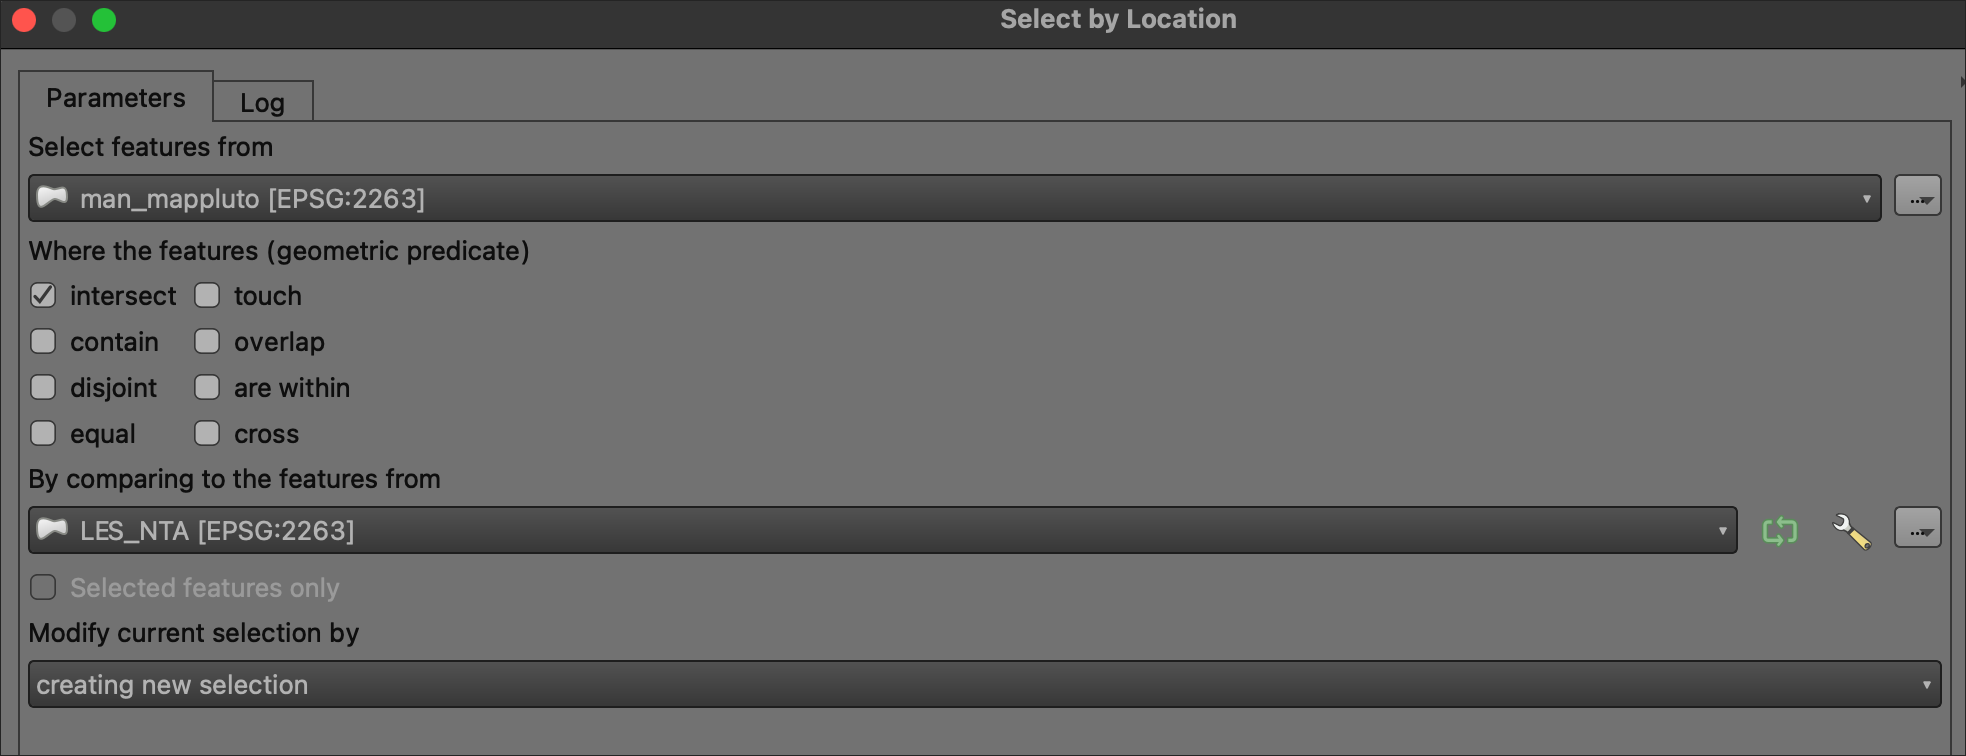 Select by Location
Parameters
Log
Select features from
man_mappluto [EPSG:2263]
...
Where the features (geometric predicate)
intersect touch
contain overlap
disjoint are within
equal cross
By comparing to the features from
LES_NTA [EPSG:2263]
...
Selected features only
Modify current selection by
creating new selection